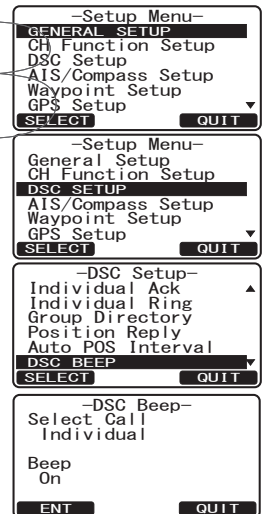 -Setup Menu-
GENERAL SETUP
CH Function Setup
DSC Setup
AIS/Compass Setup
Waypoint Setup
GPS Setup
SELECT QUIT
-Setup Menu-
General Setup
CH Function Setup
DSC SETUP
AIS/Compass Setup
Waypoint Setup
GPS Setup
SELECT QUIT
-DSC Setup-
Individual Ack
Individual Ring
Group Directory
Position Reply
Auto POS Interval
DSC BEEP
SELECT QUIT
-DSC Beep-
Select Call
Individual
Beep
On
ENT QUIT